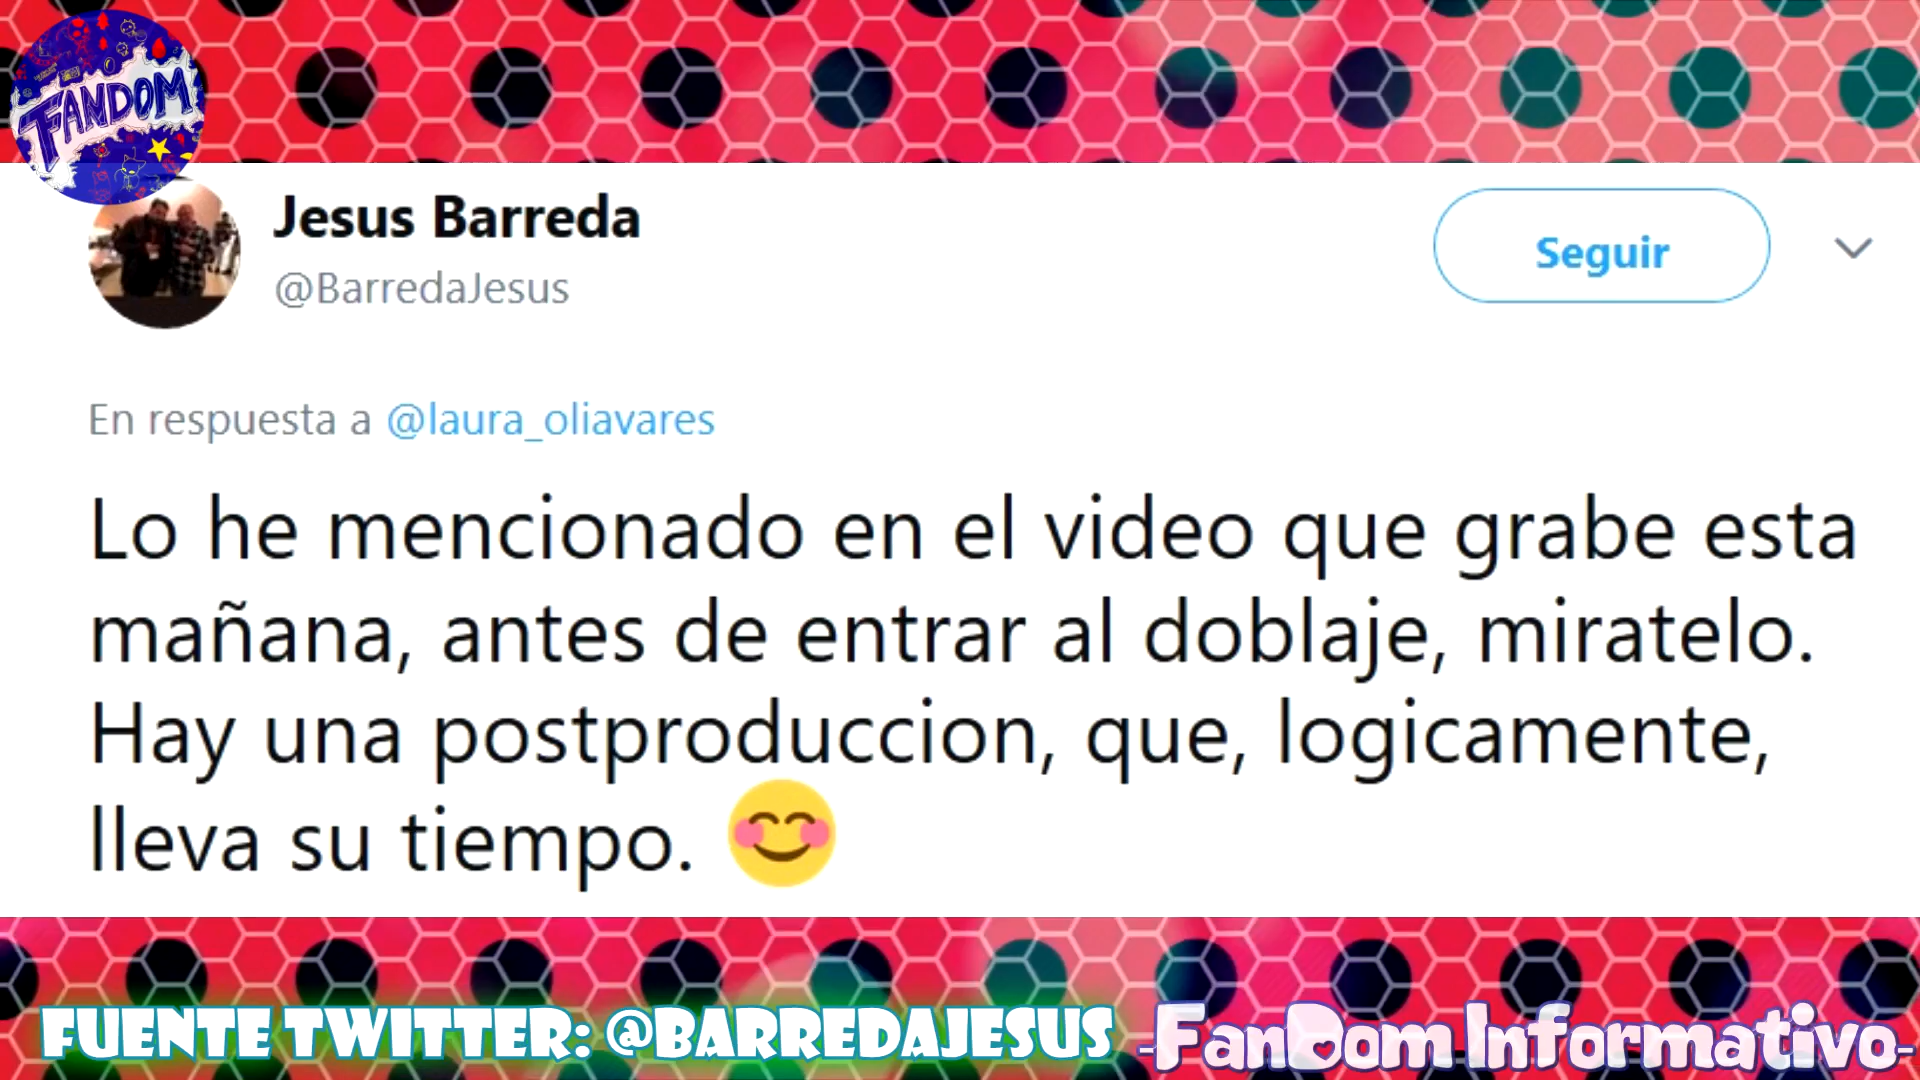 FANDOM
Jesus Barreda
@BarredaJesus
Seguir
En respuesta a @laura_oliavares
Lo he mencionado en el video que grabe esta
mañana, antes de entrar al doblaje, miratelo.
Hay una postproduccion, que, logicamente,
lleva su tiempo. 😊
FUENTE TWITTER: @BARREDAJESUS -FanDom Informativo-